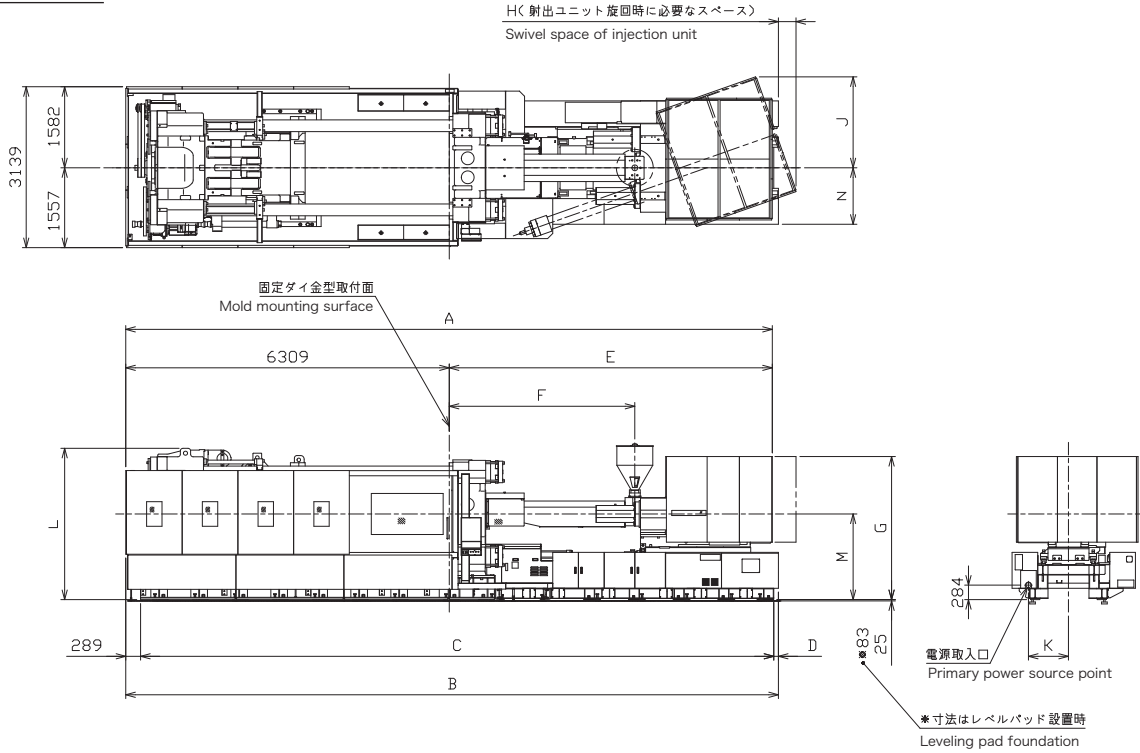 H(射出ユニット旋回時に必要なスペース)
Swivel space of injection unit
3139
1582
1557
J
N
固定ダイ金型取付面
Mold mounting surface
A
6309
E
F
L
G
M
284
289
C
D
※83
25
K
B
電源取入口
Primary power source point
※寸法はレベルパッド設置時
Leveling pad foundation